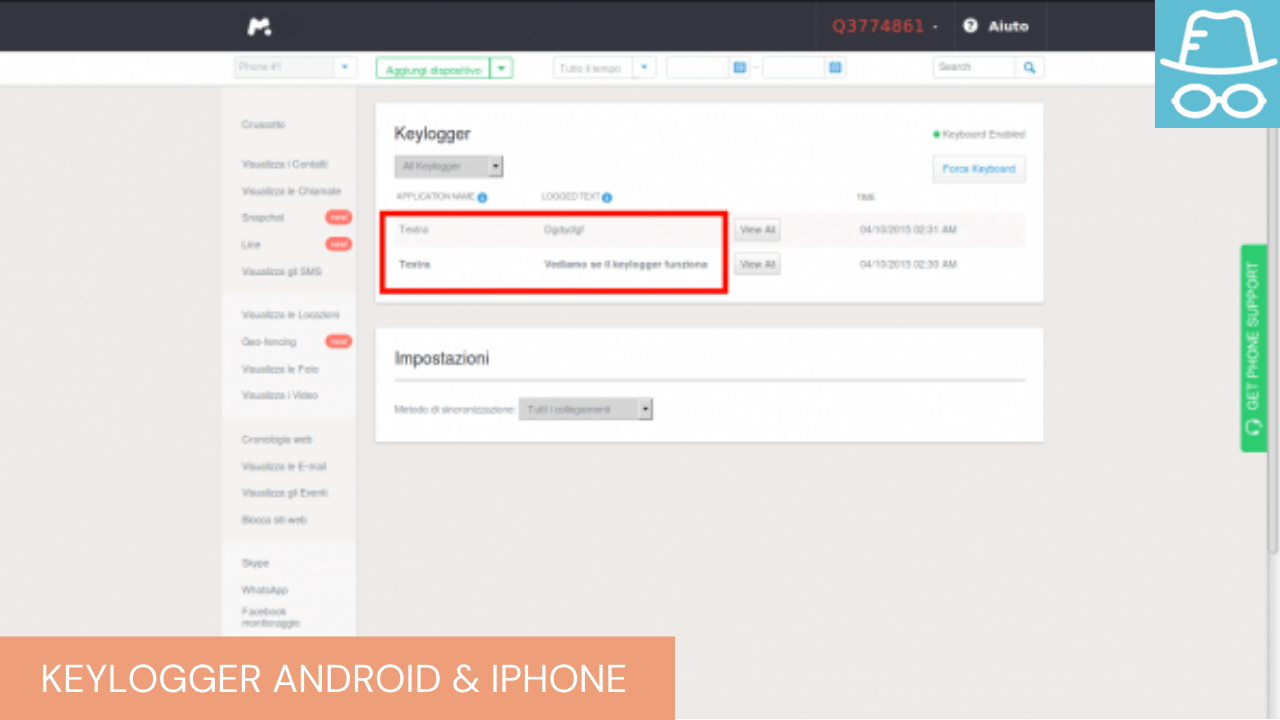 Q3774861
Aiuto
Phone #1
Aggiungi dispositivo
Tutto il tempo
Search
Cruscotto
Visualizza i Contatti
Visualizza le Chiamate
Snapchat new!
Line new!
Visualizza gli SMS
Visualizza le Locazioni
Geo-fencing new!
Visualizza le Foto
Visualizza i Video
Cronologia web
Visualizza le E-mail
Visualizza gli Eventi
Blocca siti web
Skype
WhatsApp
Facebook
monitoraggio
Keylogger
Keyboard Enabled
All Keylogger
Force Keyboard
APPLICATION NAME LOGGED TEXT TIME
Textra View All 04/10/2015 02:31 AM
Textra Vediamo se il keylogger funziona View All 04/10/2015 02:30 AM
Impostazioni
Metodo di sincronizzazione: Tutti i collegamenti
GET PHONE SUPPORT
KEYLOGGER ANDROID & IPHONE